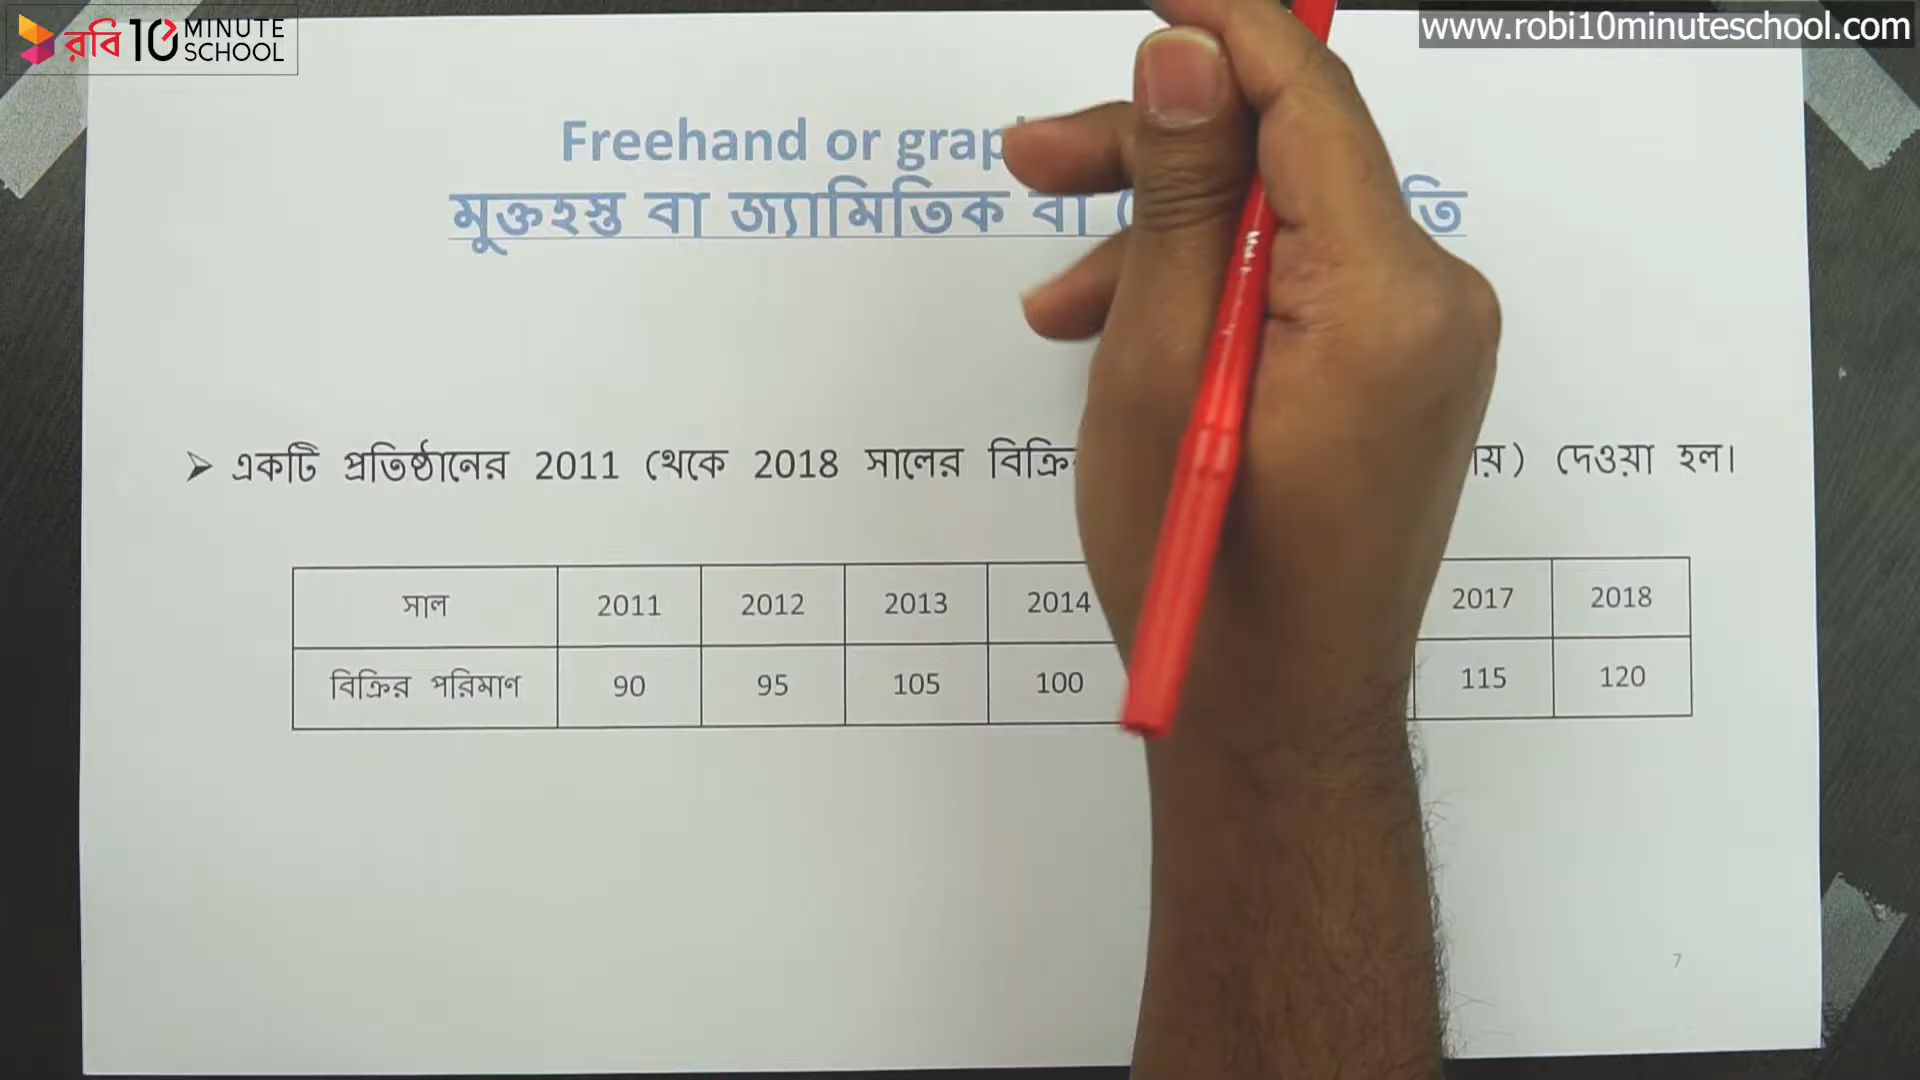 রবি 10 MINUTE SCHOOL
www.robi10minuteschool.com
Freehand or
মুক্তহস্ত বা জ্যামিতিক বা
➢ একটি প্রতিষ্ঠানের 2011 থেকে 2018 সালের দেওয়া হল।
সাল 2011 2012 2013 2014 2017 2018
বিক্রির পরিমাণ 90 95 105 100 115 120
7